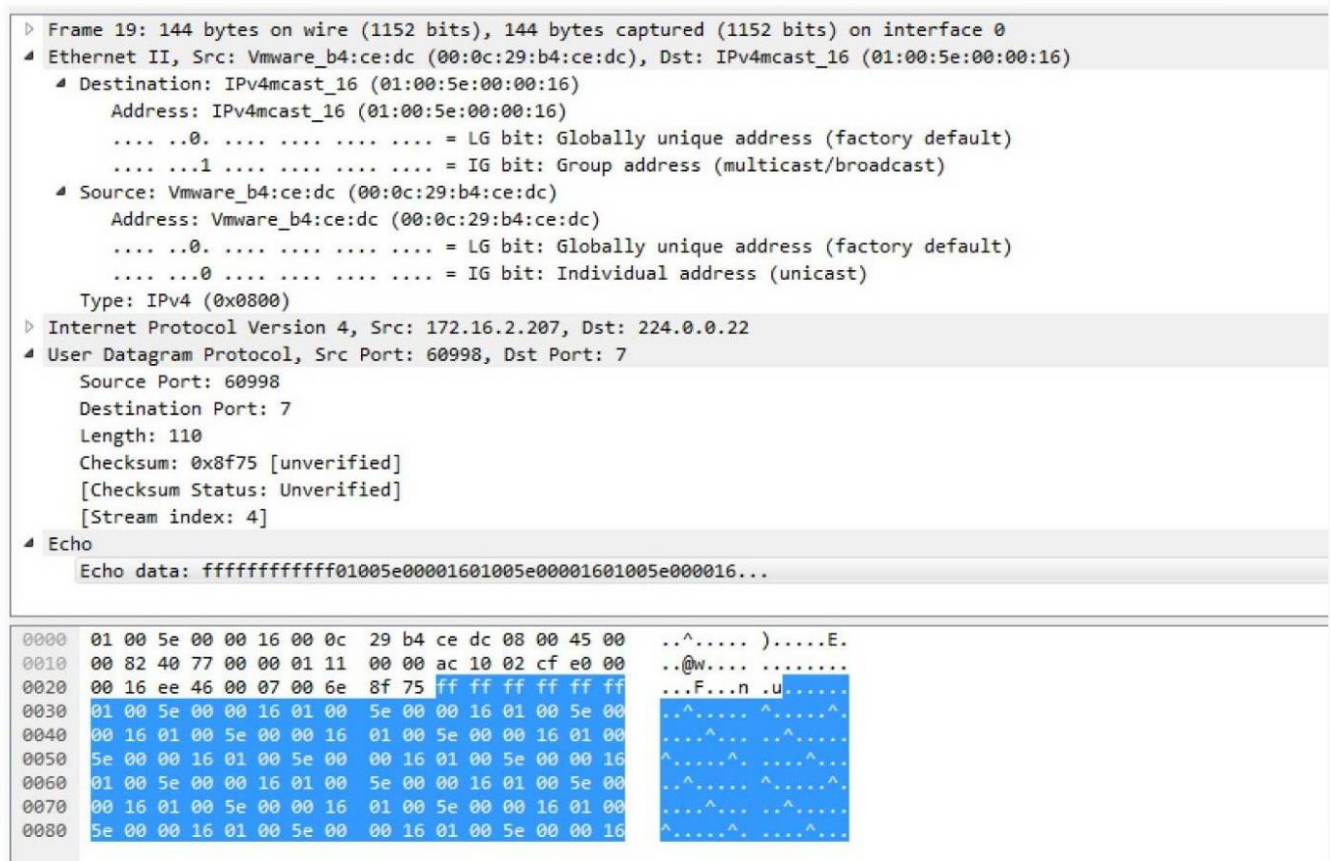 Frame 19: 144 bytes on wire (1152 bits), 144 bytes captured (1152 bits) on interface 0
Ethernet II, Src: Vmware_b4:ce:dc (00:0c:29:b4:ce:dc), Dst: IPv4mcast_16 (01:00:5e:00:00:16)
Destination: IPv4mcast_16 (01:00:5e:00:00:16)
Address: IPv4mcast_16 (01:00:5e:00:00:16)
.... ..0. .... .... .... .... = LG bit: Globally unique address (factory default)
.... ...1 .... .... .... .... = IG bit: Group address (multicast/broadcast)
Source: Vmware_b4:ce:dc (00:0c:29:b4:ce:dc)
Address: Vmware_b4:ce:dc (00:0c:29:b4:ce:dc)
.... ..0. .... .... .... .... = LG bit: Globally unique address (factory default)
.... ...0 .... .... .... .... = IG bit: Individual address (unicast)
Type: IPv4 (0x0800)
Internet Protocol Version 4, Src: 172.16.2.207, Dst: 224.0.0.22
User Datagram Protocol, Src Port: 60998, Dst Port: 7
Source Port: 60998
Destination Port: 7
Length: 110
Checksum: 0x8f75 [unverified]
[Checksum Status: Unverified]
[Stream index: 4]
Echo
Echo data: ffffffffffff01005e00001601005e00001601005e000016...
0000 01 00 5e 00 00 16 00 0c 29 b4 ce dc 08 00 45 00 ..^..... ).....E.
0010 00 82 40 77 00 00 01 11 00 00 ac 10 02 cf e0 00 ..@w.... ........
0020 00 16 ee 46 00 07 00 6e 8f 75 ff ff ff ff ff ff ...F...n .u......
0030 01 00 5e 00 00 16 01 00 5e 00 00 16 01 00 5e 00 ..^..... ^.....^.
0040 00 16 01 00 5e 00 00 16 01 00 5e 00 00 16 01 00 ....^... ..^.....
0050 5e 00 00 16 01 00 5e 00 00 16 01 00 5e 00 00 16 ^.....^. ....^...
0060 01 00 5e 00 00 16 01 00 5e 00 00 16 01 00 5e 00 ..^..... ^.....^.
0070 00 16 01 00 5e 00 00 16 01 00 5e 00 00 16 01 00 ....^... ..^.....
0080 5e 00 00 16 01 00 5e 00 00 16 01 00 5e 00 00 16 ^.....^. ....^...